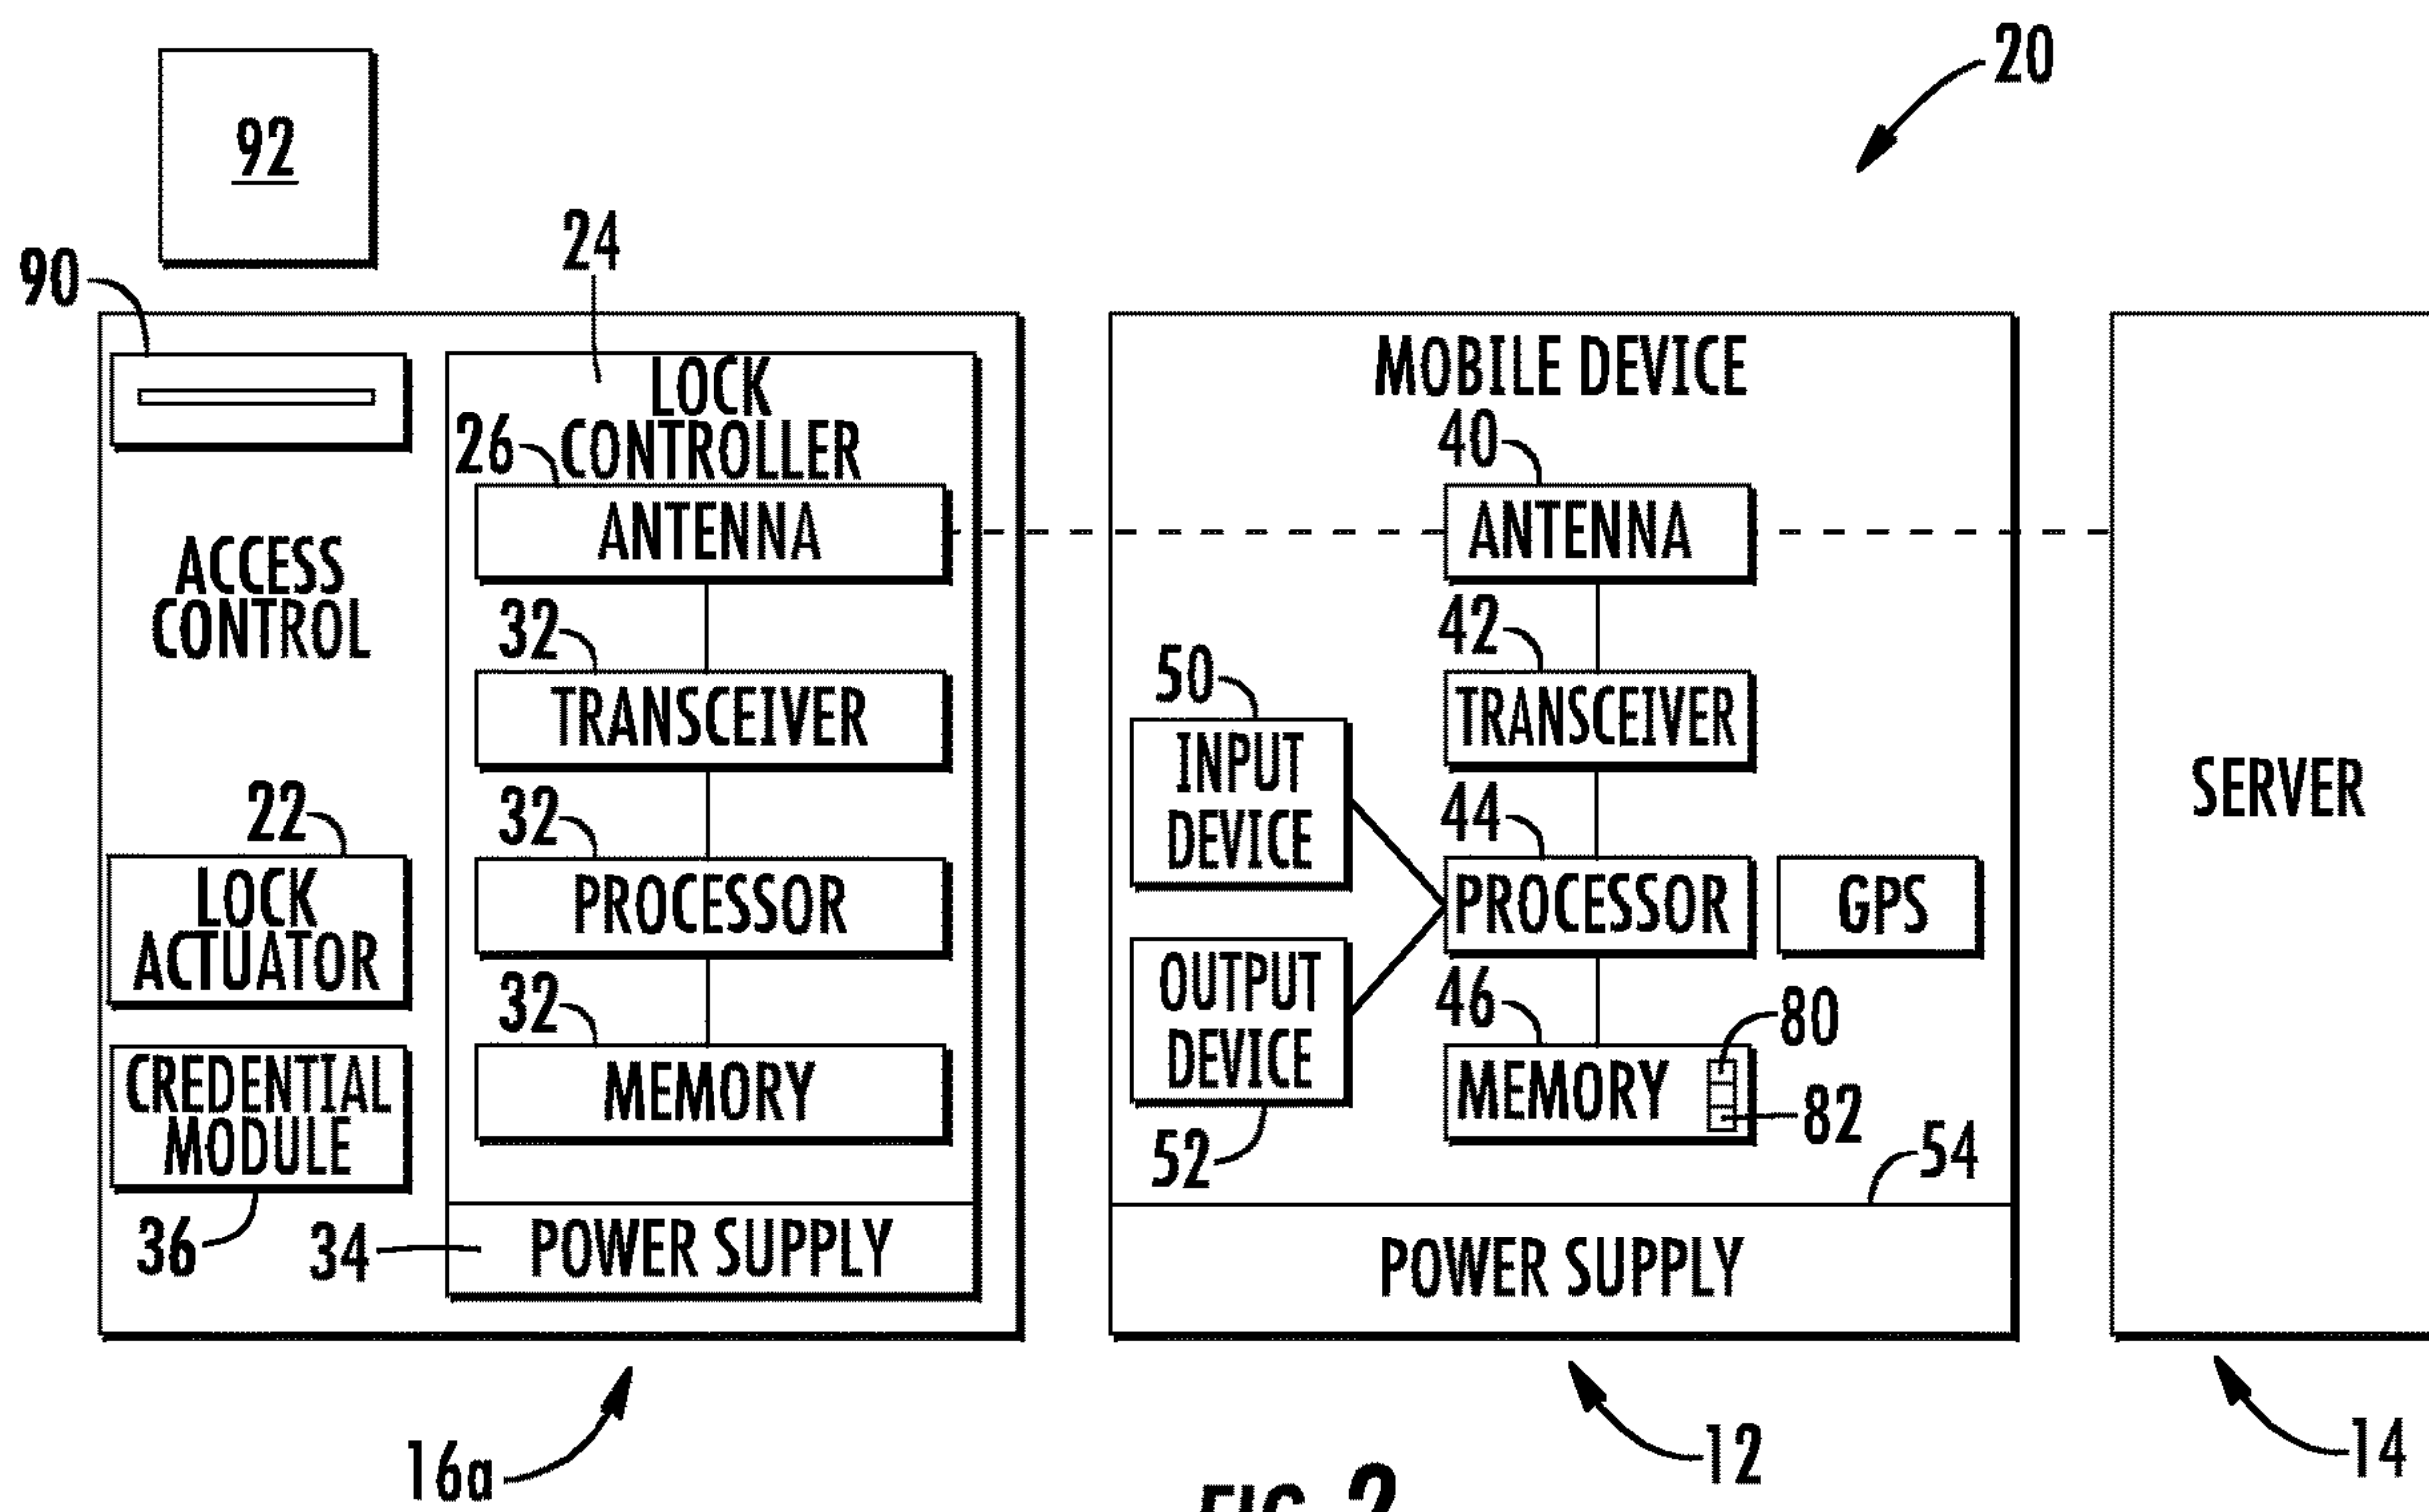 20
92
90
24
LOCK
CONTROLLER
26
ANTENNA
32
TRANSCEIVER
32
PROCESSOR
32
MEMORY
34
POWER SUPPLY
ACCESS
CONTROL
22
LOCK
ACTUATOR
CREDENTIAL
MODULE
36
16a
MOBILE DEVICE
40
ANTENNA
42
TRANSCEIVER
50
INPUT
DEVICE
44
PROCESSOR
GPS
OUTPUT
DEVICE
52
46
MEMORY
80
82
54
POWER SUPPLY
12
SERVER
14
FIG. 2